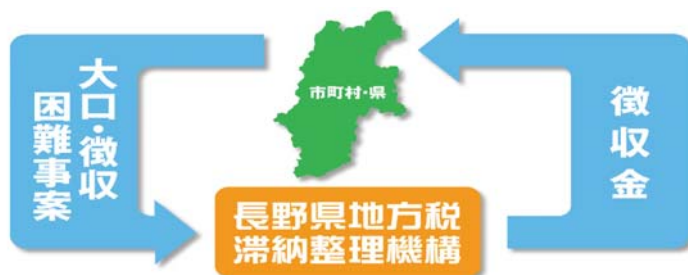 市町村・県
大口・徴収
困難事案
徴収金
長野県地方税
滞納整理機構